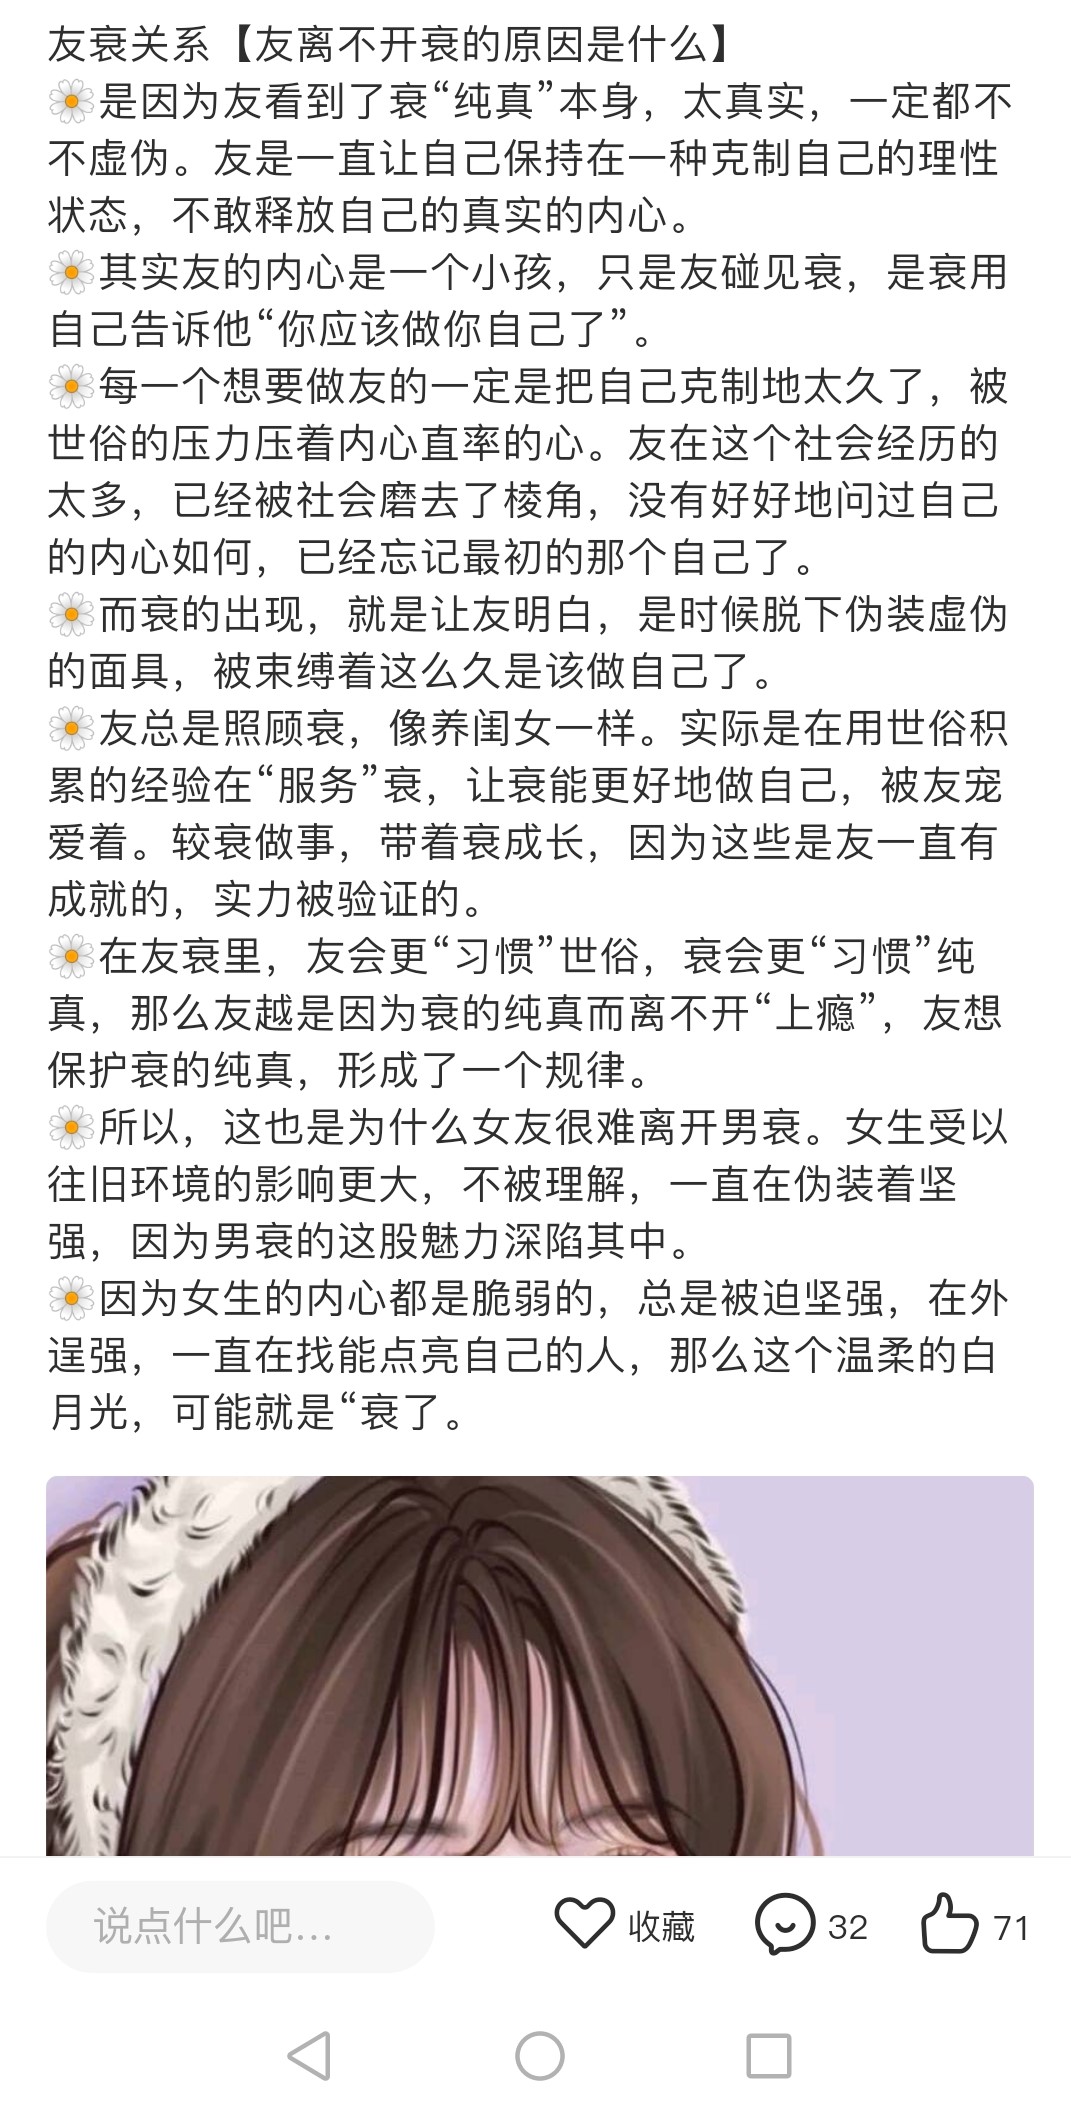 友衰关系【友离不开衰的原因是什么】
🌼是因为友看到了衰“纯真”本身，太真实，一定都不
不虚伪。友是一直让自己保持在一种克制自己的理性
状态，不敢释放自己的真实的内心。
🌼其实友的内心是一个小孩，只是友碰见衰，是衰用
自己告诉他“你应该做你自己了”。
🌼每一个想要做友的一定是把自己克制地太久了，被
世俗的压力压着内心直率的心。友在这个社会经历的
太多，已经被社会磨去了棱角，没有好好地问过自己
的内心如何，已经忘记最初的那个自己了。
🌼而衰的出现，就是让友明白，是时候脱下伪装虚伪
的面具，被束缚着这么久是该做自己了。
🌼友总是照顾衰，像养闺女一样。实际是在用世俗积
累的经验在“服务”衰，让衰能更好地做自己，被友宠
爱着。较衰做事，带着衰成长，因为这些是友一直有
成就的，实力被验证的。
🌼在友衰里，友会更“习惯”世俗，衰会更“习惯”纯
真，那么友越是因为衰的纯真而离不开“上瘾”，友想
保护衰的纯真，形成了一个规律。
🌼所以，这也是为什么女友很难离开男衰。女生受以
往旧环境的影响更大，不被理解，一直在伪装着坚
强，因为男衰的这股魅力深陷其中。
🌼因为女生的内心都是脆弱的，总是被迫坚强，在外
逞强，一直在找能点亮自己的人，那么这个温柔的白
月光，可能就是“衰了。
说点什么吧... 收藏 32 71